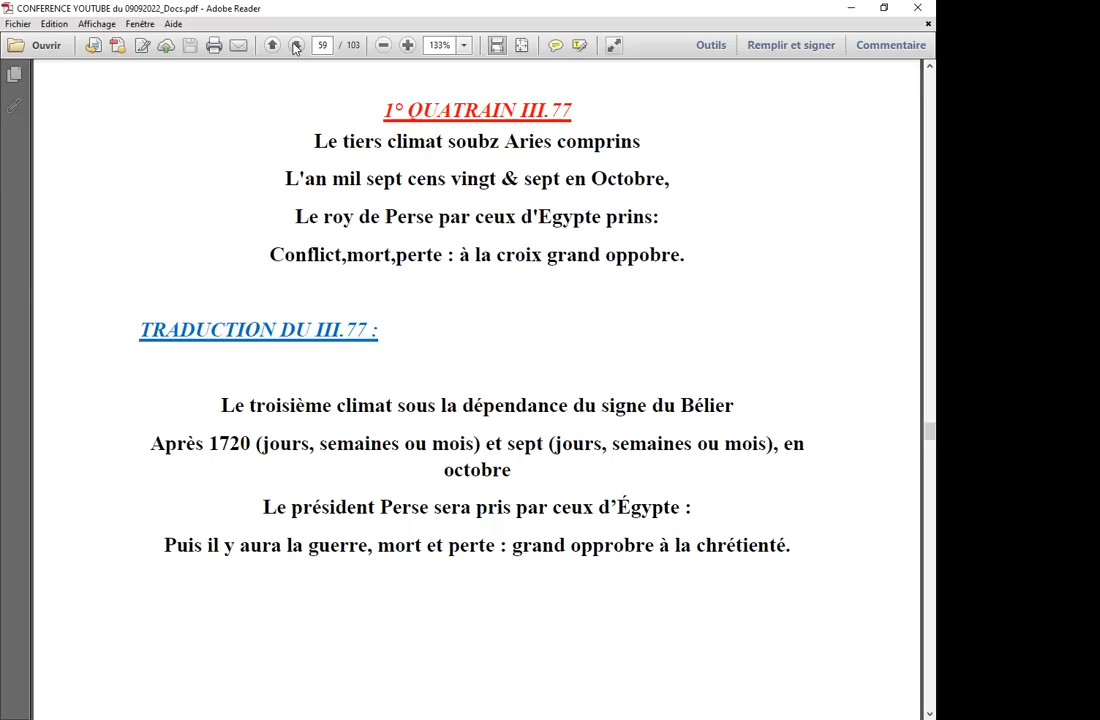 CONFERENCE YOUTUBE du 09092022_Docs.pdf - Adobe Reader
Fichier Edition Affichage Fenêtre Aide
Ouvrir 59 / 103 133% Outils Remplir et signer Commentaire
1° QUATRAIN III.77
Le tiers climat soubz Aries comprins
L'an mil sept cens vingt & sept en Octobre,
Le roy de Perse par ceux d'Egypte prins:
Conflict,mort,perte : à la croix grand oppobre.
TRADUCTION DU III.77 :
Le troisième climat sous la dépendance du signe du Bélier
Après 1720 (jours, semaines ou mois) et sept (jours, semaines ou mois), en
octobre
Le président Perse sera pris par ceux d’Égypte :
Puis il y aura la guerre, mort et perte : grand opprobre à la chrétienté.